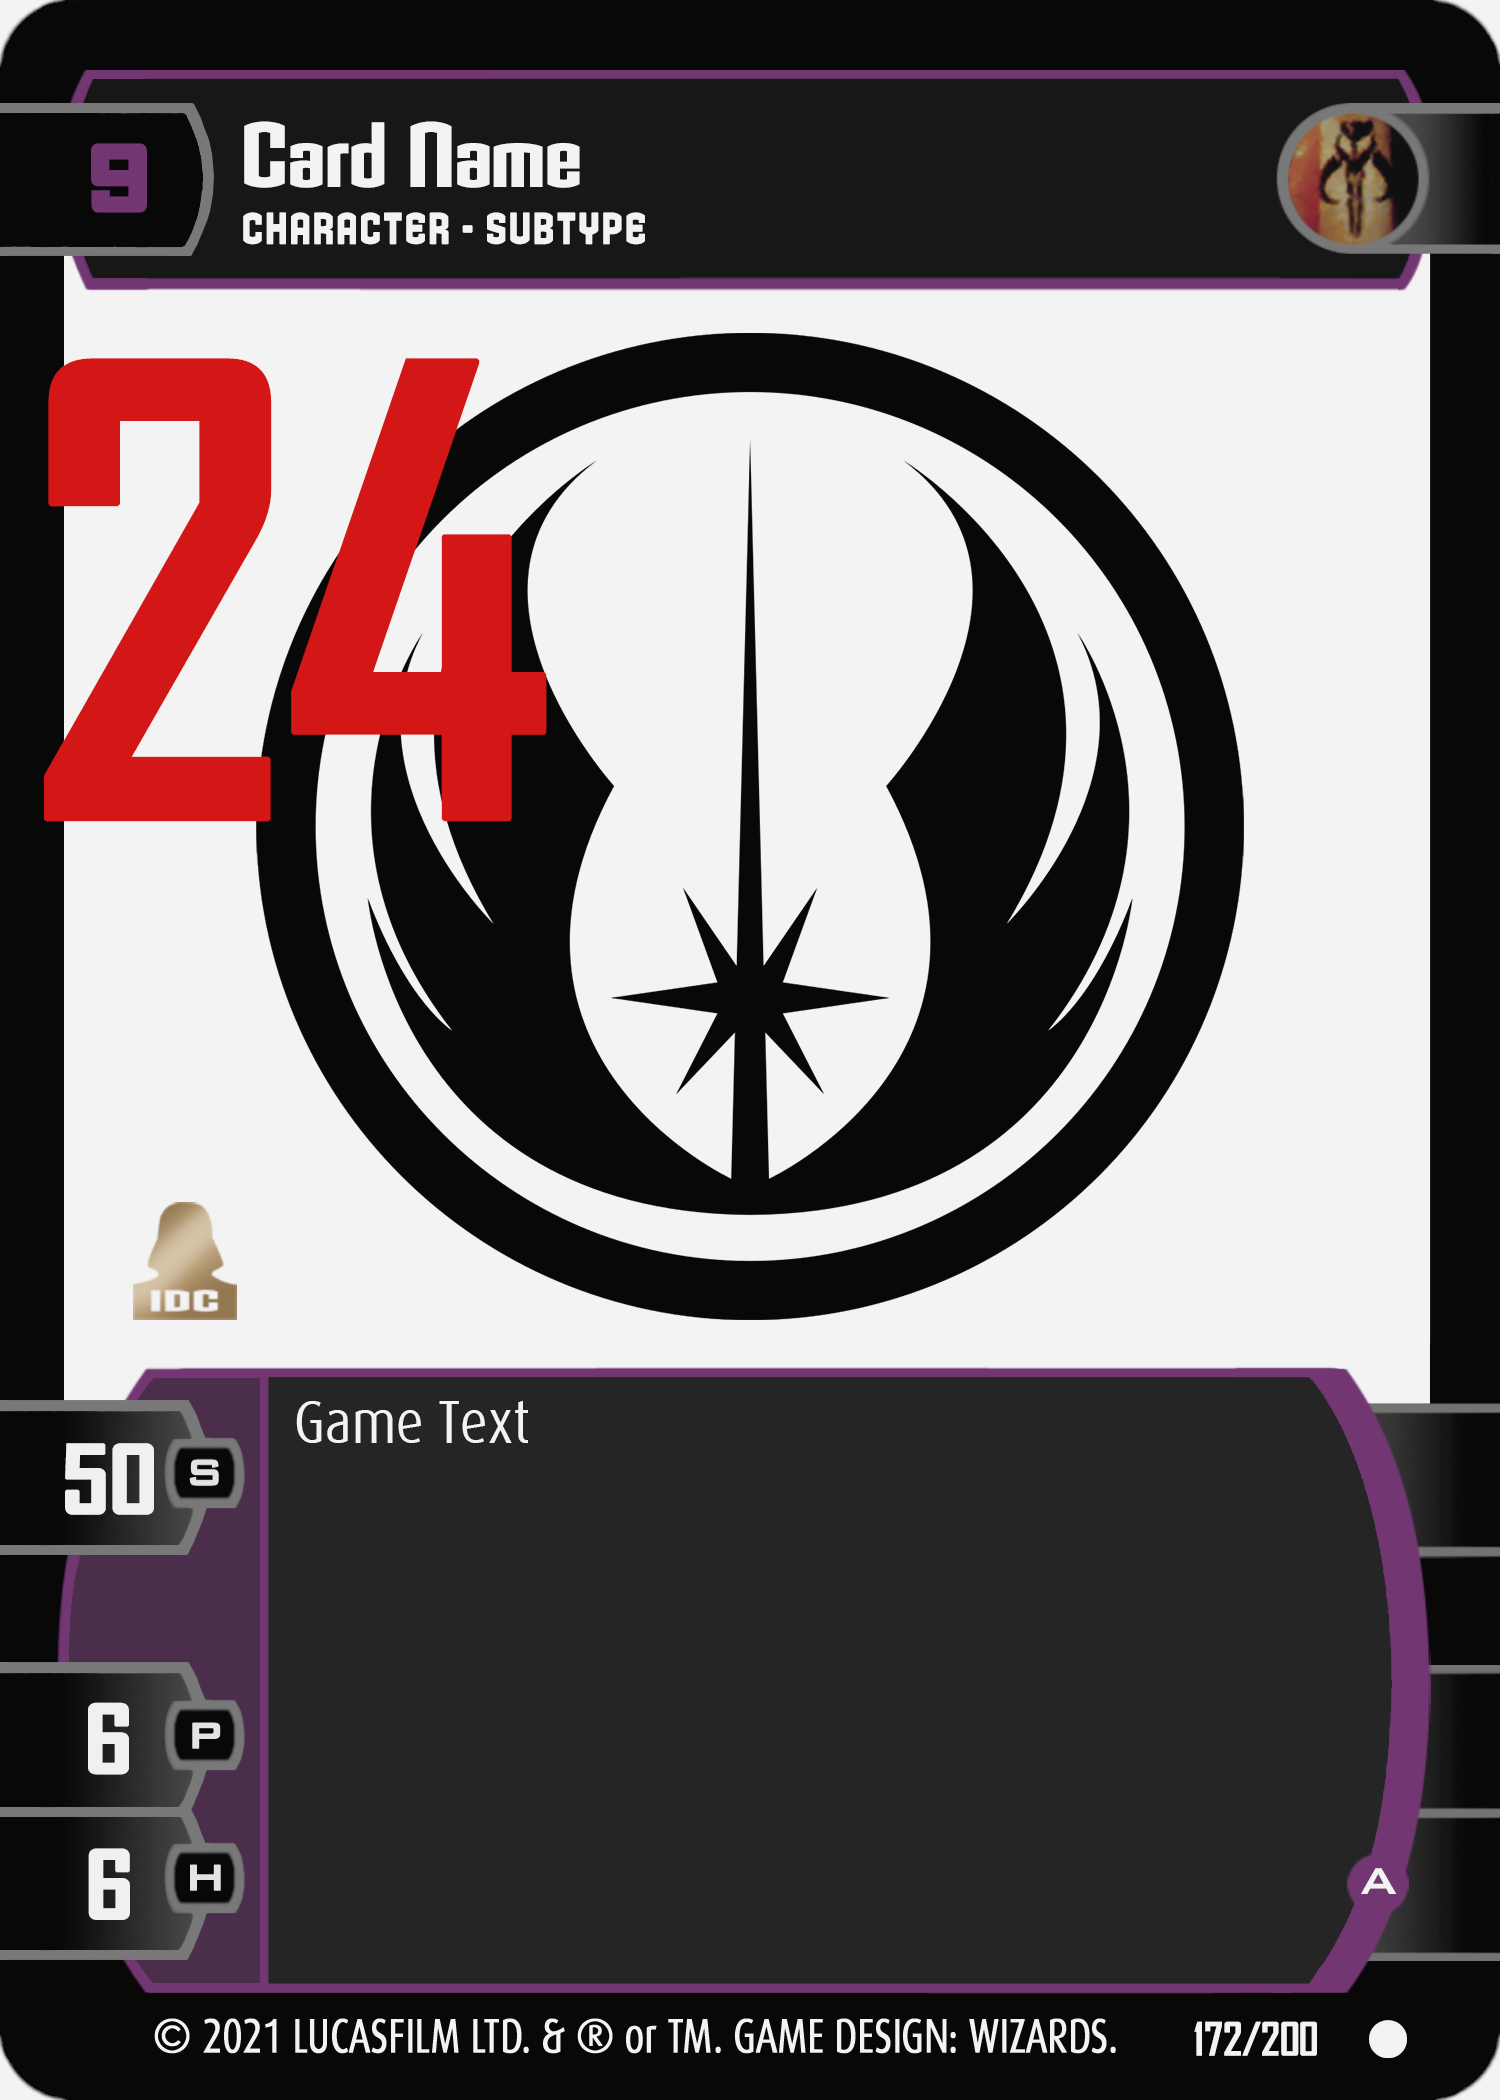 9
Card Name
CHARACTER - SUBTYPE
24
IDC
Game Text
50 S
6 P
6 H
A
© 2021 LUCASFILM LTD. & ® or TM. GAME DESIGN: WIZARDS.
172/200